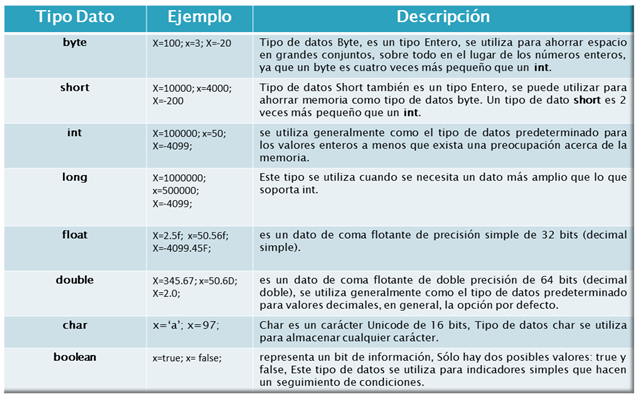 Tipo Dato Ejemplo Descripción
byte X=100; x=3; X=-20 Tipo de datos Byte, es un tipo Entero, se utiliza para ahorrar espacio
en grandes conjuntos, sobre todo en el lugar de los números enteros,
ya que un byte es cuatro veces más pequeño que un int.
short X=10000; x=4000; Tipo de datos Short también es un tipo Entero, se puede utilizar para
X=-200 ahorrar memoria como tipo de datos byte. Un tipo de dato short es 2
veces más pequeño que un int.
int X=100000; x=50; se utiliza generalmente como el tipo de datos predeterminado para
X=-4099; los valores enteros a menos que exista una preocupación acerca de la
memoria.
long X=1000000; Este tipo se utiliza cuando se necesita un dato más amplio que lo que
x=500000; soporta int.
X=-4099;
float X=2.5f; x=50.56f; es un dato de coma flotante de precisión simple de 32 bits (decimal
X=-4099.45F; simple).
double X=345.67; x=50.6D; es un dato de coma flotante de doble precisión de 64 bits (decimal
X=2.0; doble), se utiliza generalmente como el tipo de datos predeterminado
para valores decimales, en general, la opción por defecto.
char x=‘a’; x=97; Char es un carácter Unicode de 16 bits, Tipo de datos char se utiliza
para almacenar cualquier carácter.
boolean x=true; x= false; representa un bit de información, Sólo hay dos posibles valores: true y
false, Este tipo de datos se utiliza para indicadores simples que hacen
un seguimiento de condiciones.